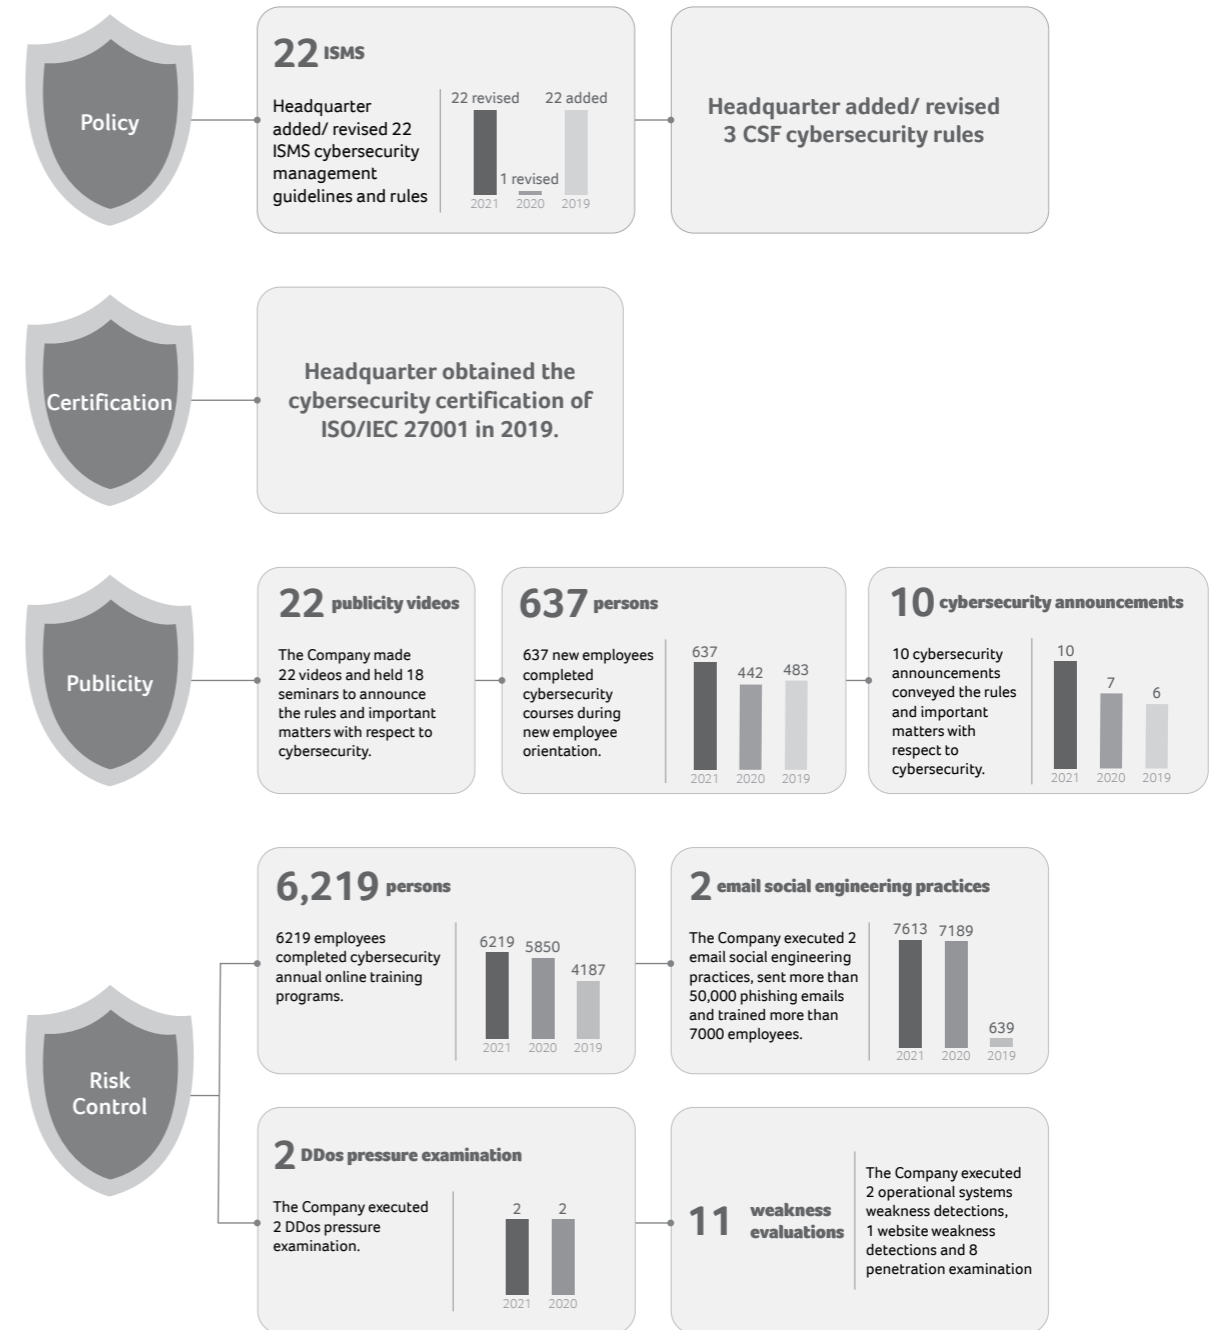 Policy
22 ISMS
Headquarter
added/ revised 22
ISMS cybersecurity
management
guidelines and rules
22 revised
22 added
1 revised
2021
2020
2019
Headquarter added/ revised
3 CSF cybersecurity rules
Certification
Headquarter obtained the
cybersecurity certification of
ISO/IEC 27001 in 2019.
Publicity
22 publicity videos
The Company made
22 videos and held 18
seminars to announce
the rules and important
matters with respect to
cybersecurity.
637 persons
637 new employees
completed
cybersecurity
courses during
new employee
orientation.
637
442
483
2021
2020
2019
10 cybersecurity announcements
10 cybersecurity
announcements
conveyed the rules
and important
matters with
respect to
cybersecurity.
10
7
6
2021
2020
2019
Risk
Control
6,219 persons
6219 employees
completed cybersecurity
annual online training
programs.
6219
5850
4187
2021
2020
2019
2 email social engineering practices
The Company executed 2
email social engineering
practices, sent more than
50,000 phishing emails
and trained more than
7000 employees.
7613
7189
639
2021
2020
2019
2 DDos pressure examination
The Company executed
2 DDos pressure
examination.
2
2
2021
2020
11 weakness
evaluations
The Company executed
2 operational systems
weakness detections,
1 website weakness
detections and 8
penetration examination